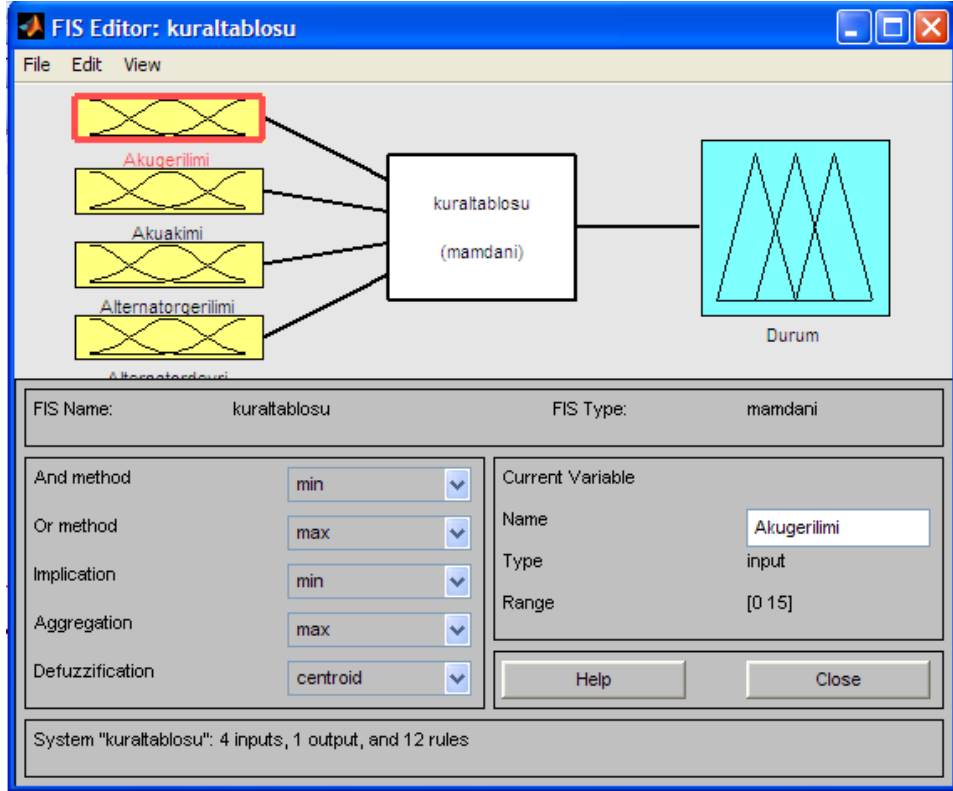 FIS Editor: kuraltablosu
File Edit View
Akugerilimi
Akuakimi
Alternatorgerilimi
Alternatordevri
kuraltablosu
(mamdani)
Durum
FIS Name: kuraltablosu FIS Type: mamdani
And method min
Or method max
Implication min
Aggregation max
Defuzzification centroid
Current Variable
Name Akugerilimi
Type input
Range [0 15]
Help Close
System "kuraltablosu": 4 inputs, 1 output, and 12 rules